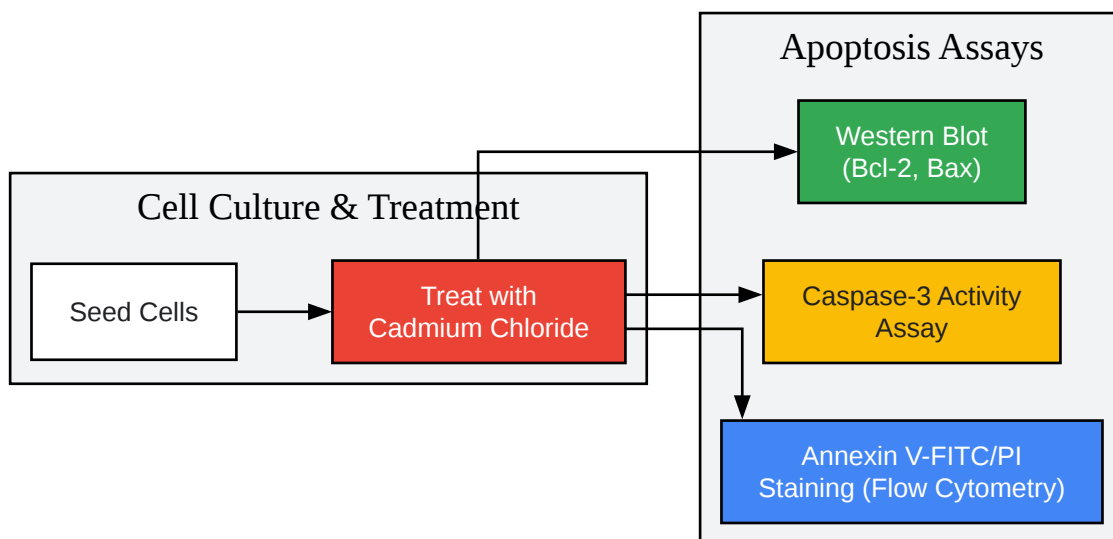 Apoptosis Assays
Western Blot
(Bcl-2, Bax)
Cell Culture & Treatment
Seed Cells
Treat with
Cadmium Chloride
Caspase-3 Activity
Assay
Annexin V-FITC/PI
Staining (Flow Cytometry)